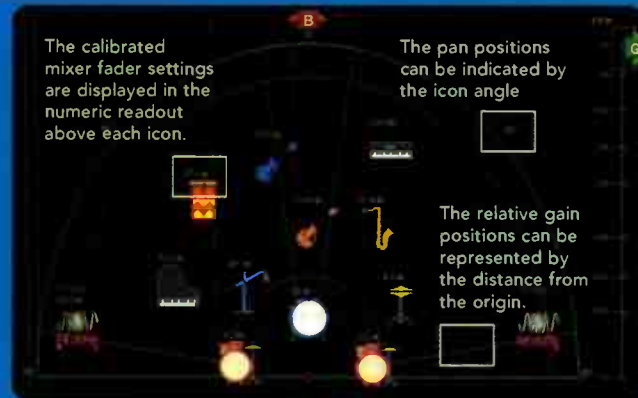 B
The calibrated
mixer fader settings
are displayed in the
numeric readout
above each icon.
The pan positions
can be indicated by
the icon angle
G
The relative gain
positions can be
represented by
the distance from
the origin.